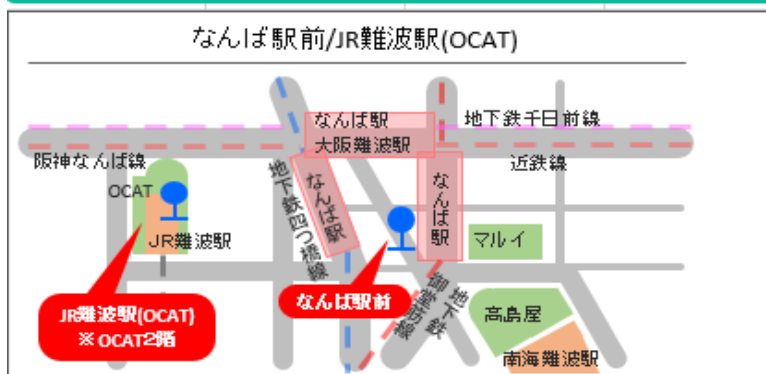 なんば駅前/JR難波駅(OCAT)
なんば駅
大阪難波駅
地下鉄千日前線
阪神なんば線
近鉄線
OCAT
JR難波駅
地下鉄四つ橋線
なんば駅
なんば駅
マルイ
なんば駅前
地下鉄
御堂筋線
JR難波駅(OCAT)
※ OCAT2階
高島屋
南海難波駅